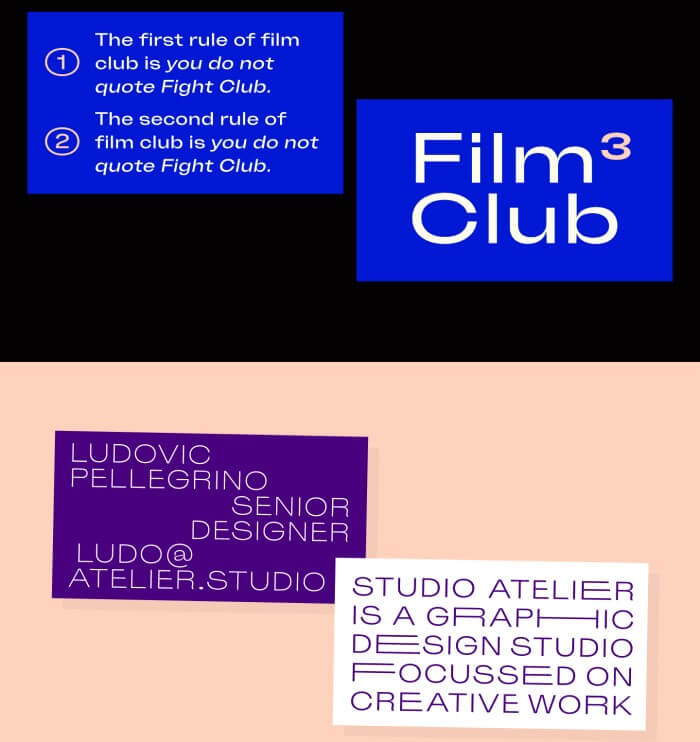 ① The first rule of film
club is you do not
quote Fight Club.
② The second rule of
film club is you do not
quote Fight Club.
Film³
Club
LUDOVIC
PELLEGRINO
SENIOR
DESIGNER
LUDO@
ATELIER.STUDIO
STUDIO ATELIER
IS A GRAPHIC
DESIGN STUDIO
FOCUSSED ON
CREATIVE WORK